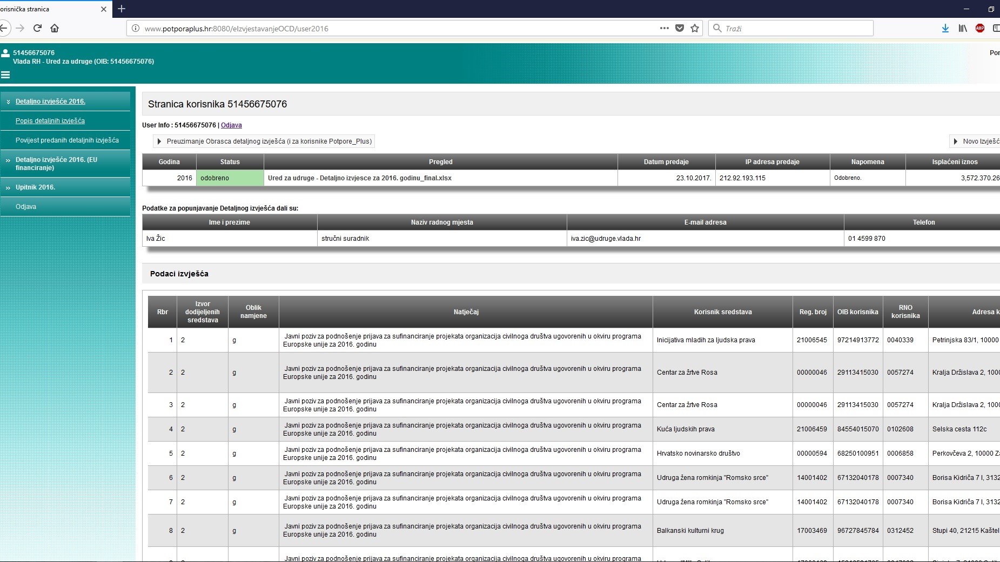 orisnička stranica
www.potporaplus.hr:8080/eIzvjestavanjeOCD/user2016
Traži
ABP
51456675076
Vlada RH - Ured za udruge (OIB: 51456675076)
Detaljno izvješće 2016.
Popis detaljnih izvješća
Povijest predanih detaljnih izvješća
Detaljno izvješće 2016. (EU
financiranje)
Upitnik 2016.
Odjava
Stranica korisnika 51456675076
User Info : 51456675076 | Odjava
Preuzimanje Obrasca detaljnog izvješća (i za korisnike Potpore_Plus) Novo Izvješć
Godina Status Pregled Datum predaje IP adresa predaje Napomena Isplaćeni iznos
2016 odobreno Ured za udruge - Detaljno izvjesce za 2016. godinu_final.xlsx 23.10.2017. 212.92.193.115 Odobreno. 3,572.370.26
Podatke za popunjavanje Detaljnog izvješća dali su:
Ime i prezime Naziv radnog mjesta E-mail adresa Telefon
Iva Žic stručni suradnik iva.zic@udruge.vlada.hr 01 4599 870
Podaci izvješća
Rbr Izvor dodijeljenih sredstava Oblik namjene Natječaj Korisnik sredstava Reg. broj OIB korisnika RNO korisnika Adresa k
1 2 g Javni poziv za podnošenje prijava za sufinanciranje projekata organizacija civilnoga društva ugovorenih u okviru programa Inicijativa mladih za ljudska prava 21006545 97214913772 0040339 Petrinjska 83/1, 10000
Europske unije za 2016. godinu
2 2 g Javni poziv za podnošenje prijava za sufinanciranje projekata organizacija civilnoga društva ugovorenih u okviru programa Centar za žrtve Rosa 00000046 29113415030 0057274 Kralja Držislava 2, 1000
Europske unije za 2016. godinu
3 2 g Javni poziv za podnošenje prijava za sufinanciranje projekata organizacija civilnoga društva ugovorenih u okviru programa Centar za žrtve Rosa 00000046 29113415030 0057274 Kralja Držislava 2, 1000
Europske unije za 2016. godinu
4 2 g Javni poziv za podnošenje prijava za sufinanciranje projekata organizacija civilnoga društva ugovorenih u okviru programa Kuća ljudskih prava 21006459 84554015070 0102608 Selska cesta 112c
Europske unije za 2016. godinu
5 2 g Javni poziv za podnošenje prijava za sufinanciranje projekata organizacija civilnoga društva ugovorenih u okviru programa Hrvatsko novinarsko društvo 00000594 68250100951 0006858 Perkovčeva 2, 10000 Za
Europske unije za 2016. godinu
6 2 g Javni poziv za podnošenje prijava za sufinanciranje projekata organizacija civilnoga društva ugovorenih u okviru programa Udruga žena romkinja "Romsko srce" 14001402 67132040178 0007340 Borisa Kidriča 7 I, 3132
Europske unije za 2016. godinu
7 2 g Javni poziv za podnošenje prijava za sufinanciranje projekata organizacija civilnoga društva ugovorenih u okviru programa Udruga žena romkinja "Romsko srce" 14001402 67132040178 0007340 Borisa Kidriča 7 I, 3132
Europske unije za 2016. godinu
8 2 g Javni poziv za podnošenje prijava za sufinanciranje projekata organizacija civilnoga društva ugovorenih u okviru programa Balkanski kulturni krug 17003469 96727845784 0312452 Stupi 40, 21215 Kaštel
Europske unije za 2016. godinu
Javni poziv za podnošenje prijava za sufinanciranje projekata organizacija civilnoga društva ugovorenih u okviru programa